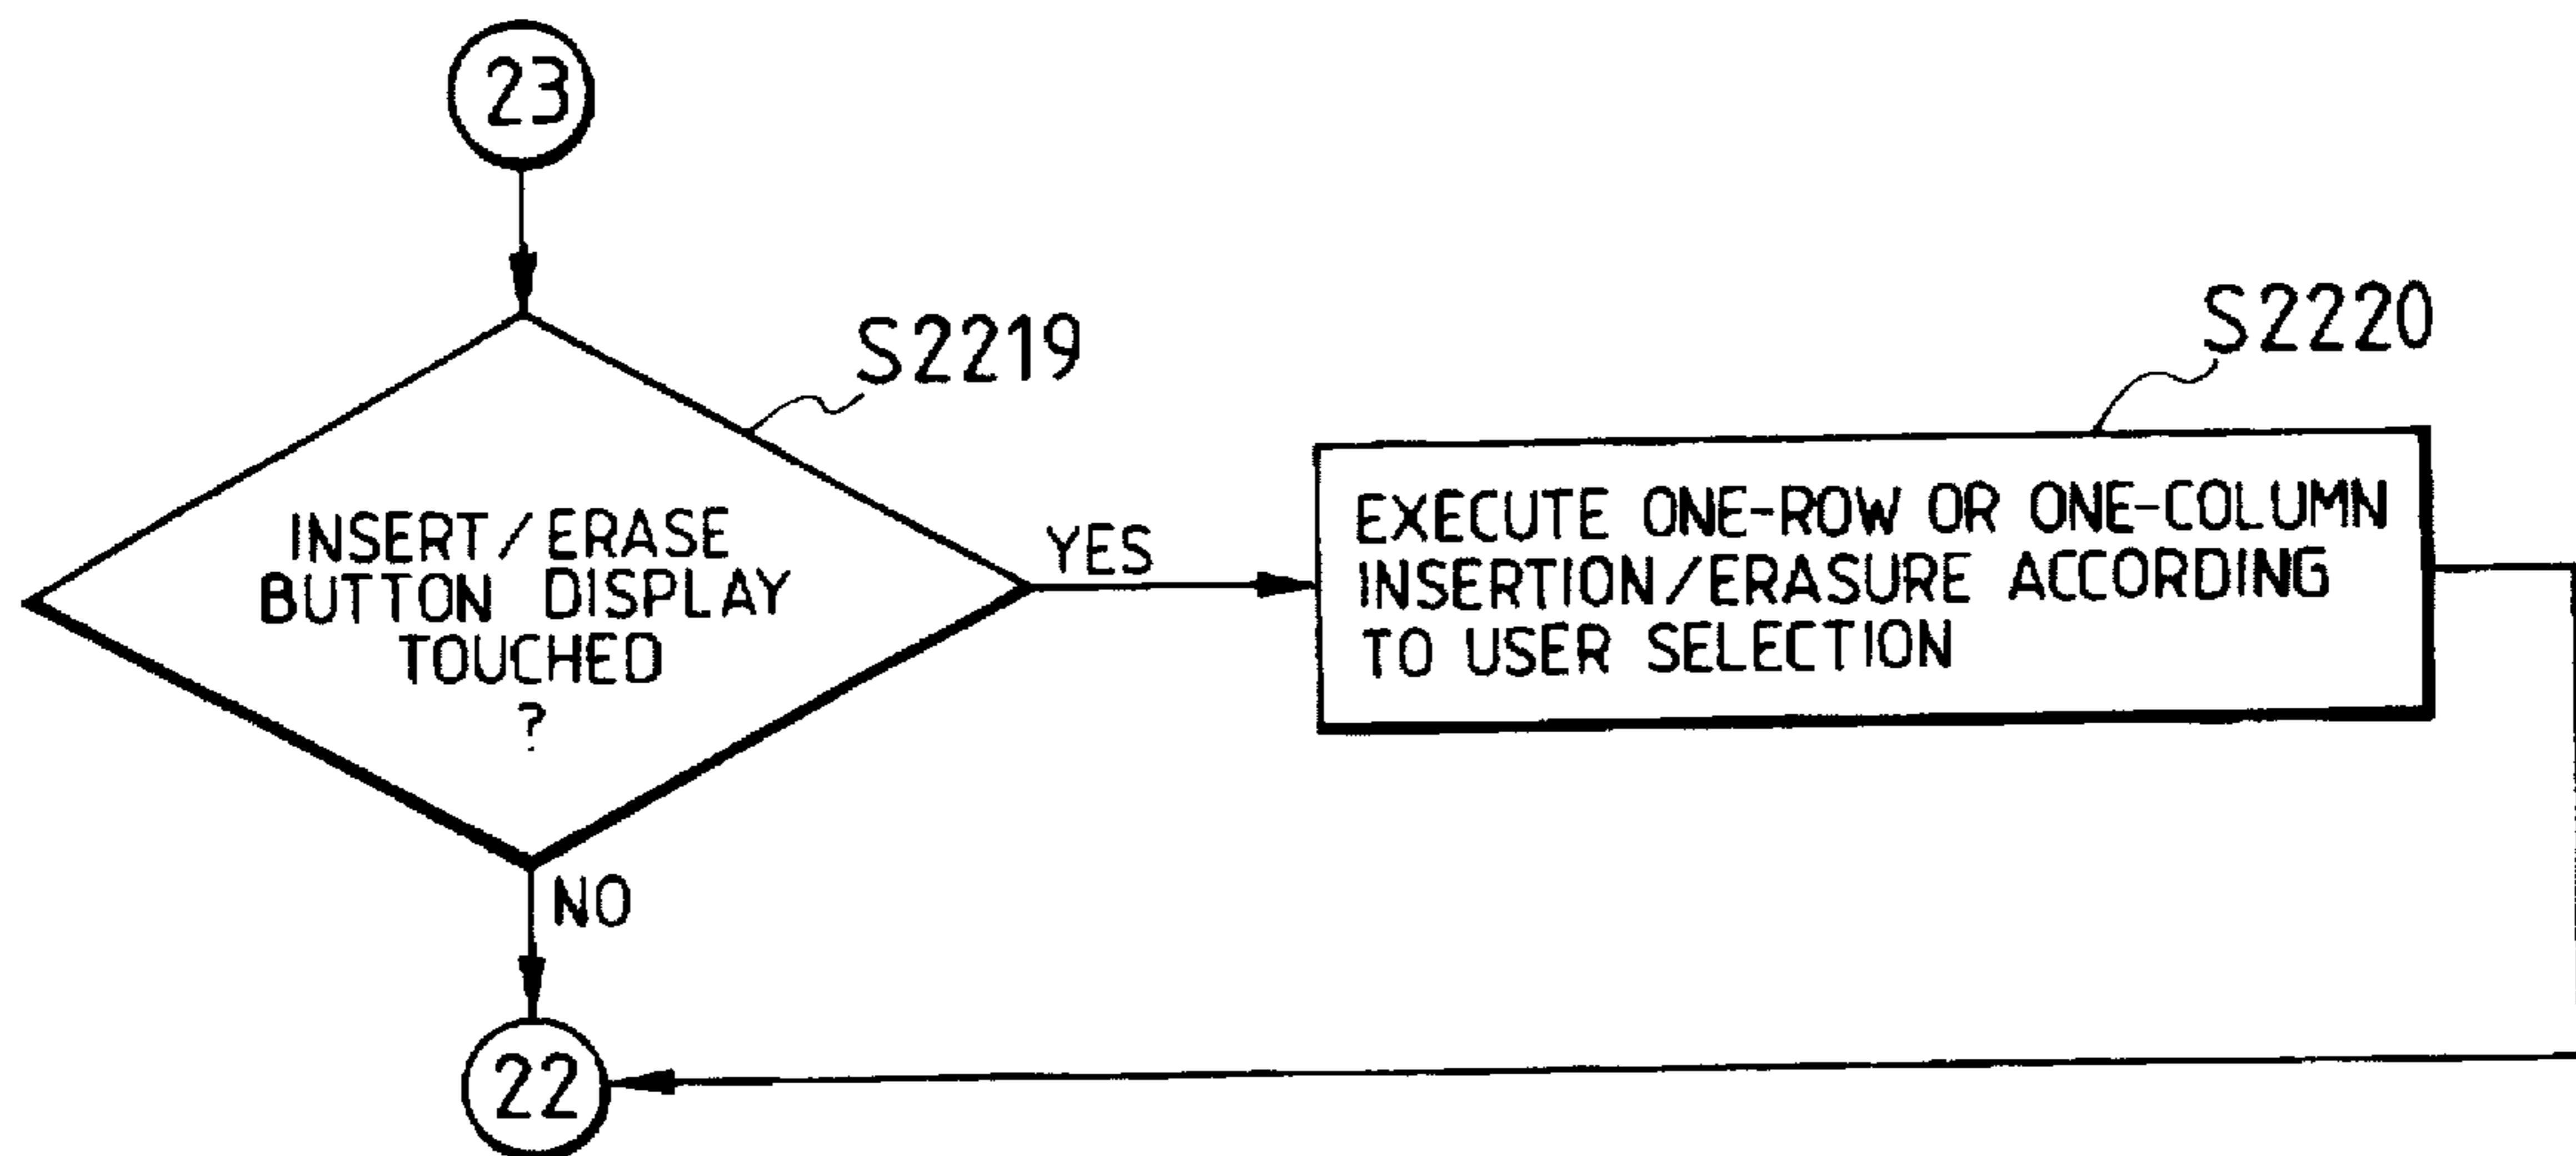 23
S2219
S2220
INSERT/ERASE
BUTTON DISPLAY
TOUCHED
?
YES
EXECUTE ONE-ROW OR ONE-COLUMN
INSERTION/ERASURE ACCORDING
TO USER SELECTION
NO
22